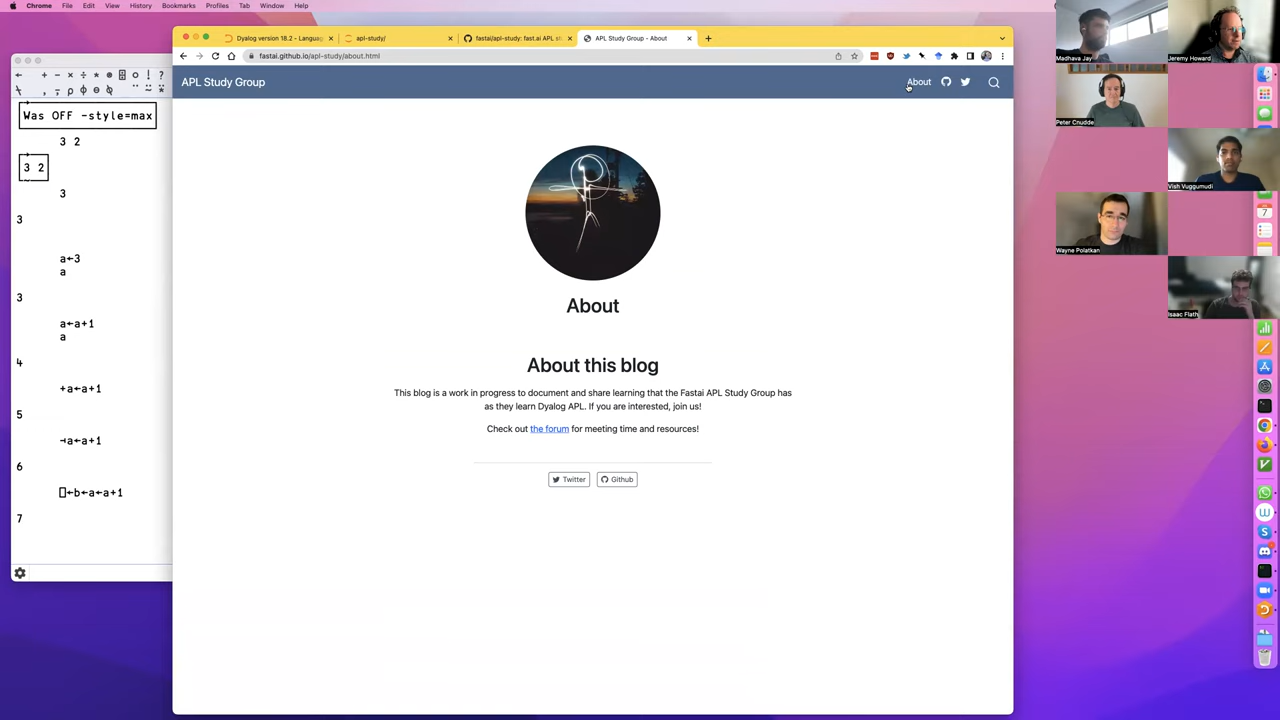 Chrome File Edit View History Bookmarks Profiles Tab Window Help
Dyalog version 18.2 - Langua
apl-study/
fastai/apl-study: fast.ai APL st
APL Study Group - About
fastai.github.io/apl-study/about.html
APL Study Group
About
About
About this blog
This blog is a work in progress to document and share learning that the Fastai APL Study Group has
as they learn Dyalog APL. If you are interested, join us!
Check out the forum for meeting time and resources!
Twitter
Github
← + - × ÷ * ⍟ ⌹ ○ ! ?
Was OFF -style=max
3 2
3 2
3
3
a←3
a
3
a←a+1
a
4
+a←a+1
5
⊣a←a+1
6
⎕←b←a←a+1
7
Madhava Jay
Jeremy Howard
Peter Cnudde
Vish Vuggumudi
Wayne Polatkan
Isaac Flath
7